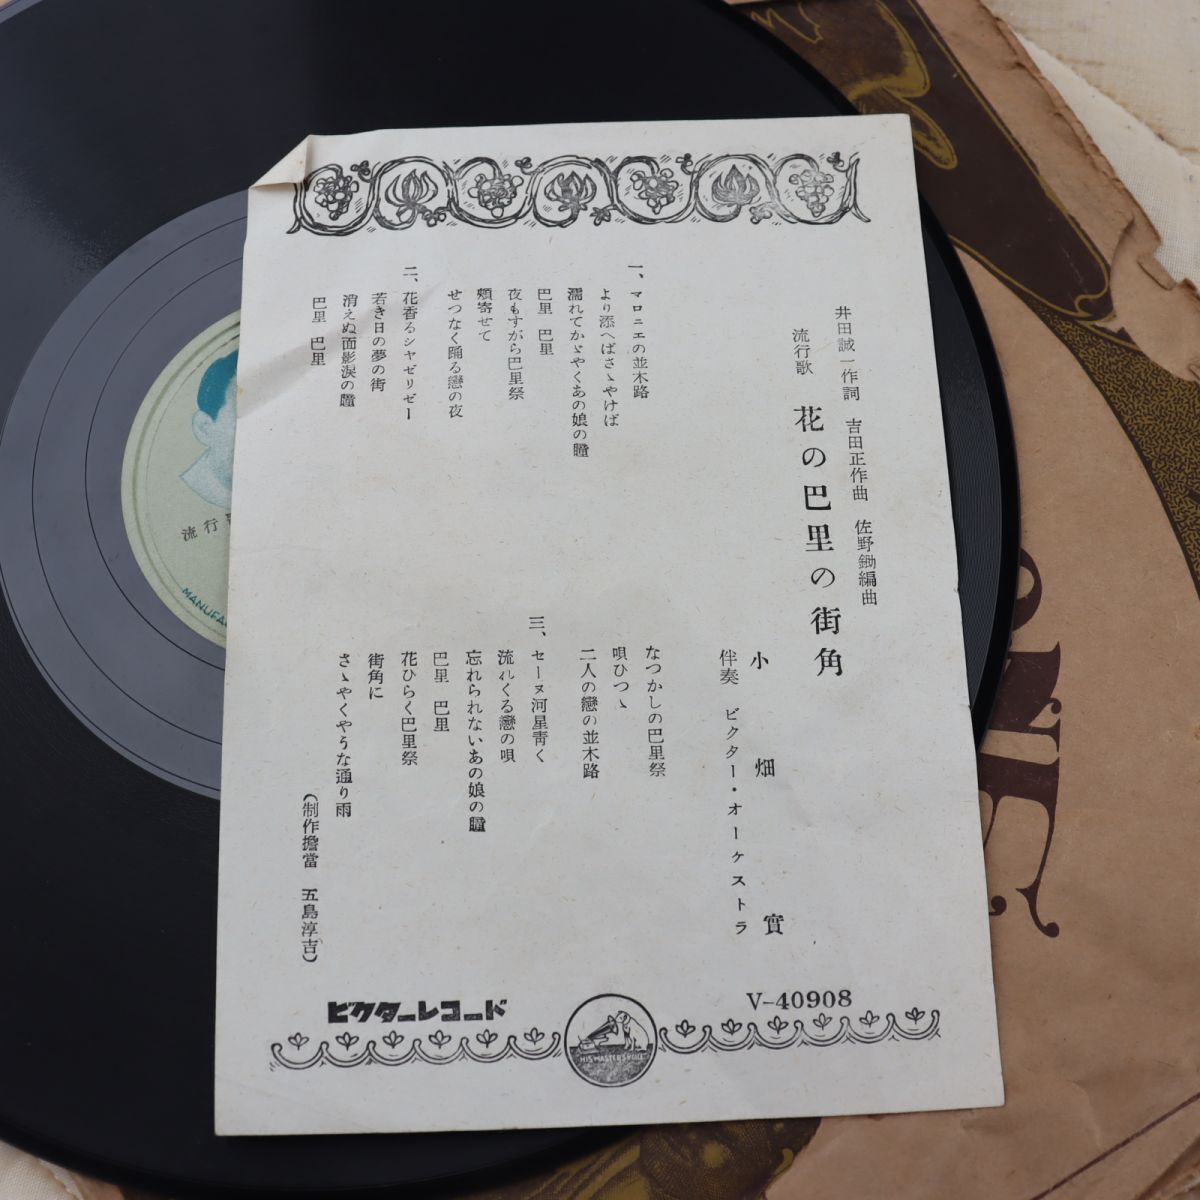 井田誠一作詞　吉田正作曲　佐野鋤編曲
流行歌　花の巴里の街角
小畑實
伴奏　ビクター・オーケストラ
一、マロニエの並木路
より添へばさゝやけば
濡れてかゞやくあの娘の瞳
巴里　巴里
夜もすがら巴里祭
頬寄せて
せつなく踊る戀の夜
二、花香るシャゼリゼー
若き日の夢の街
消えぬ面影涙の瞳
巴里　巴里
なつかしの巴里祭
唄ひつゝ
二人の戀の並木路
三、セーヌ河星靑く
流れくる戀の唄
忘れられないあの娘の瞳
巴里　巴里
花ひらく巴里祭
街角に
さゝやくやうな通り雨
（制作擔當　五島淳吉）
ビクターレコード
HIS MASTER'S VOICE
V-40908
流行
MANUFA